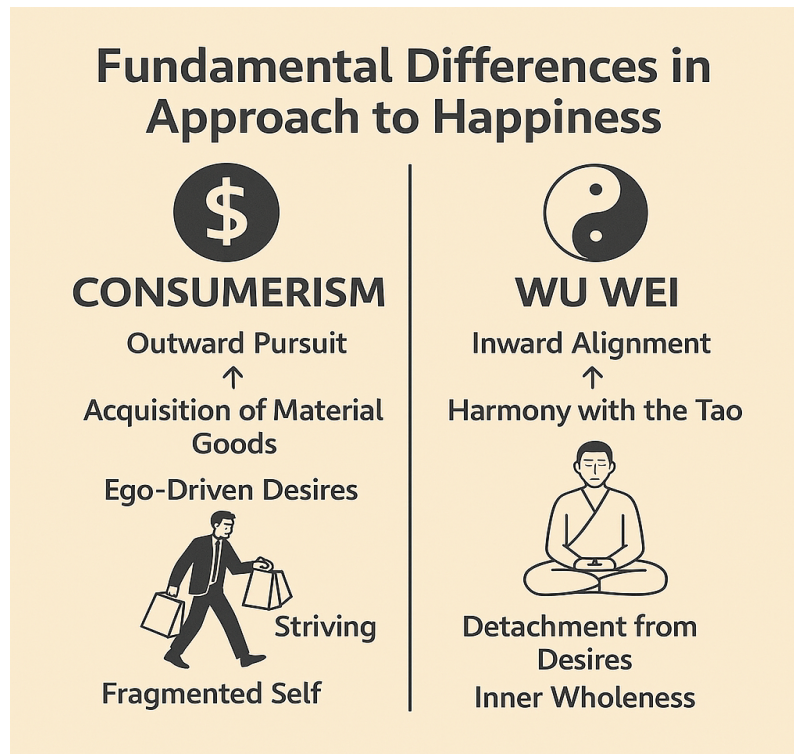 Fundamental Differences in
Approach to Happiness
$
CONSUMERISM
Outward Pursuit
↑
Acquisition of Material
Goods
Ego-Driven Desires
Striving
Fragmented Self
WU WEI
Inward Alignment
↑
Harmony with the Tao
Detachment from
Desires
Inner Wholeness